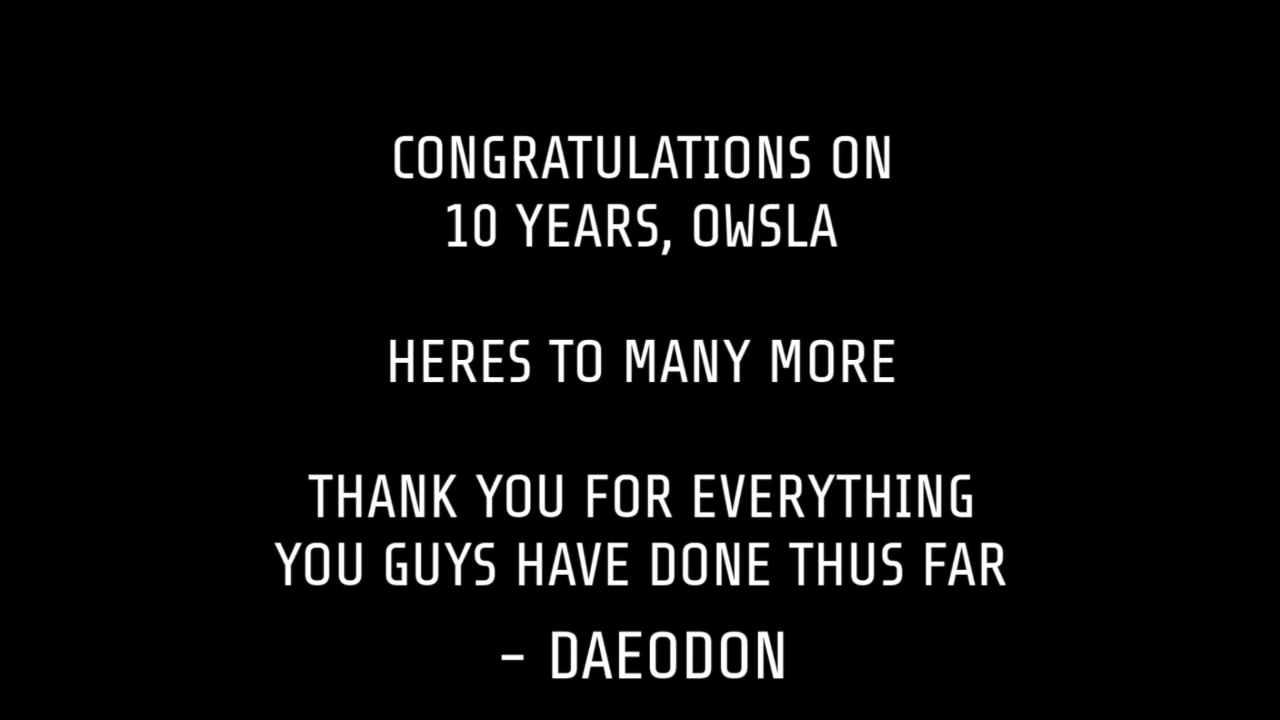 CONGRATULATIONS ON
10 YEARS, OWSLA
HERES TO MANY MORE
THANK YOU FOR EVERYTHING
YOU GUYS HAVE DONE THUS FAR
- DAEODON